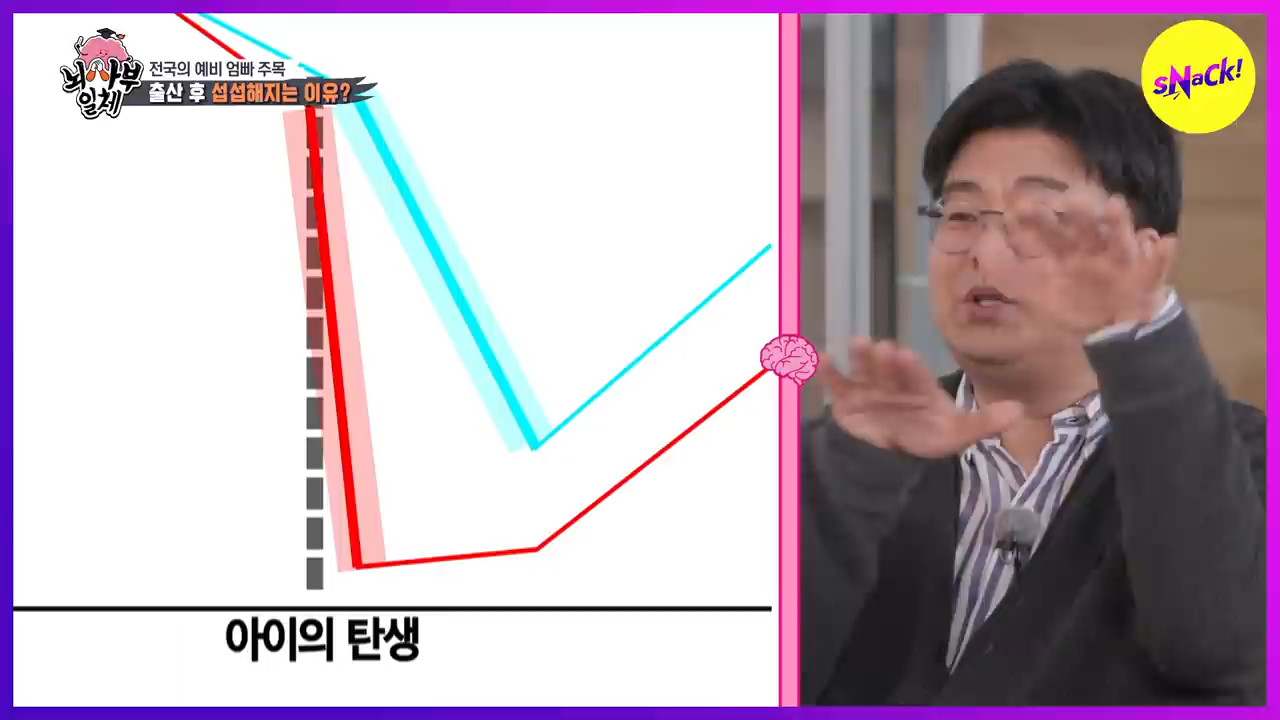 뇌사부
일체
전국의 예비 엄빠 주목
출산 후 섭섭해지는 이유?
sNack!
아이의 탄생